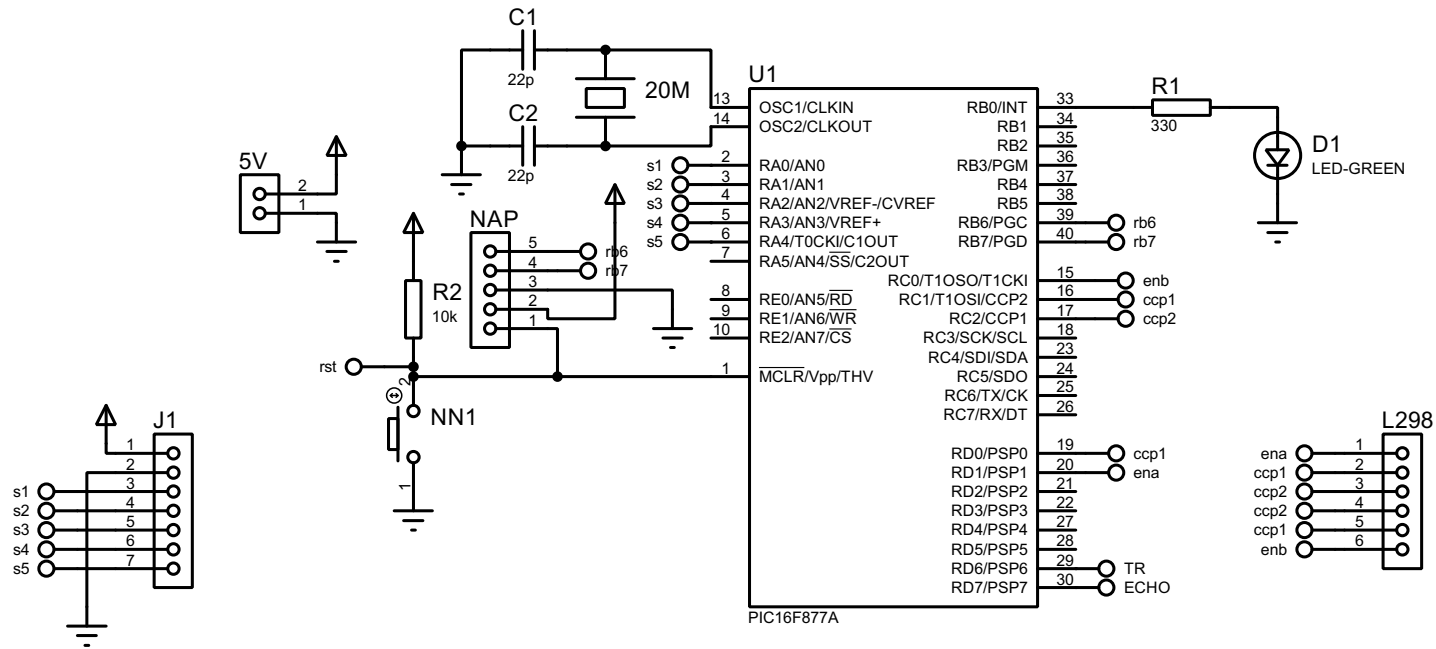 C1
22p
20M
C2
22p
U1
13
OSC1/CLKIN
14
OSC2/CLKOUT
s1
2
RA0/AN0
s2
3
RA1/AN1
s3
4
RA2/AN2/VREF-/CVREF
s4
5
RA3/AN3/VREF+
s5
6
RA4/T0CKI/C1OUT
7
RA5/AN4/SS/C2OUT
8
RE0/AN5/RD
9
RE1/AN6/WR
10
RE2/AN7/CS
1
MCLR/Vpp/THV
RB0/INT
33
RB1
34
RB2
35
RB3/PGM
36
RB4
37
RB5
38
RB6/PGC
39
rb6
RB7/PGD
40
rb7
RC0/T1OSO/T1CKI
15
enb
RC1/T1OSI/CCP2
16
ccp1
RC2/CCP1
17
ccp2
RC3/SCK/SCL
18
RC4/SDI/SDA
23
RC5/SDO
24
RC6/TX/CK
25
RC7/RX/DT
26
RD0/PSP0
19
ccp1
RD1/PSP1
20
ena
RD2/PSP2
21
RD3/PSP3
22
RD4/PSP4
27
RD5/PSP5
28
RD6/PSP6
29
TR
RD7/PSP7
30
ECHO
PIC16F877A
R1
330
D1
LED-GREEN
5V
2
1
NAP
5
rb6
4
rb7
3
2
1
R2
10k
rst
2
NN1
1
J1
1
2
s1
3
s2
4
s3
5
s4
6
s5
7
L298
ena
1
ccp1
2
ccp2
3
ccp2
4
ccp1
5
enb
6